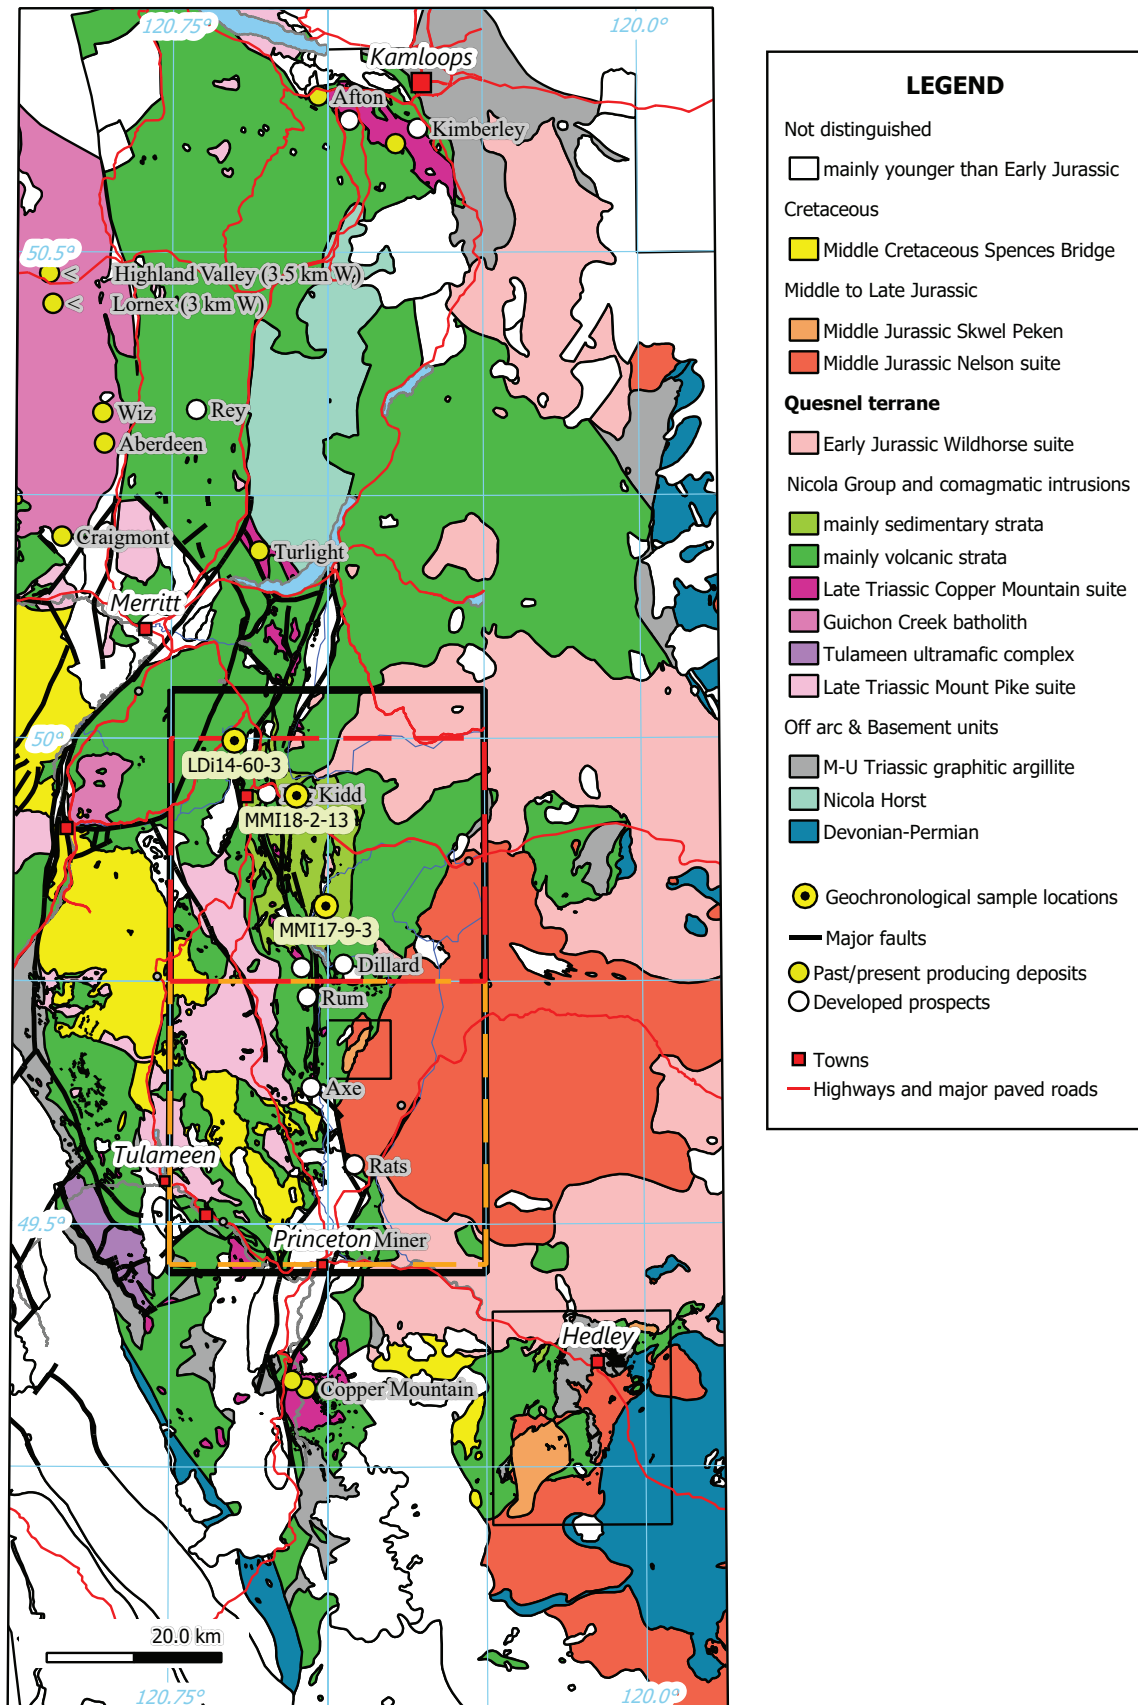 120.75°
120.0°
Kamloops
Afton
Kimberley
50.5°
< Highland Valley (3.5 km W)
< Lornex (3 km W)
Wiz
Rey
Aberdeen
Craigmont
Turlight
Merritt
50°
LDi14-60-3
Kidd
MMI18-2-13
MMI17-9-3
Dillard
Rum
Axe
Tulameen
Rats
49.5°
Princeton Miner
Hedley
Copper Mountain
20.0 km
120.75°
120.0°
LEGEND
Not distinguished
mainly younger than Early Jurassic
Cretaceous
Middle Cretaceous Spences Bridge
Middle to Late Jurassic
Middle Jurassic Skwel Peken
Middle Jurassic Nelson suite
Quesnel terrane
Early Jurassic Wildhorse suite
Nicola Group and comagmatic intrusions
mainly sedimentary strata
mainly volcanic strata
Late Triassic Copper Mountain suite
Guichon Creek batholith
Tulameen ultramafic complex
Late Triassic Mount Pike suite
Off arc & Basement units
M-U Triassic graphitic argillite
Nicola Horst
Devonian-Permian
Geochronological sample locations
Major faults
Past/present producing deposits
Developed prospects
Towns
Highways and major paved roads